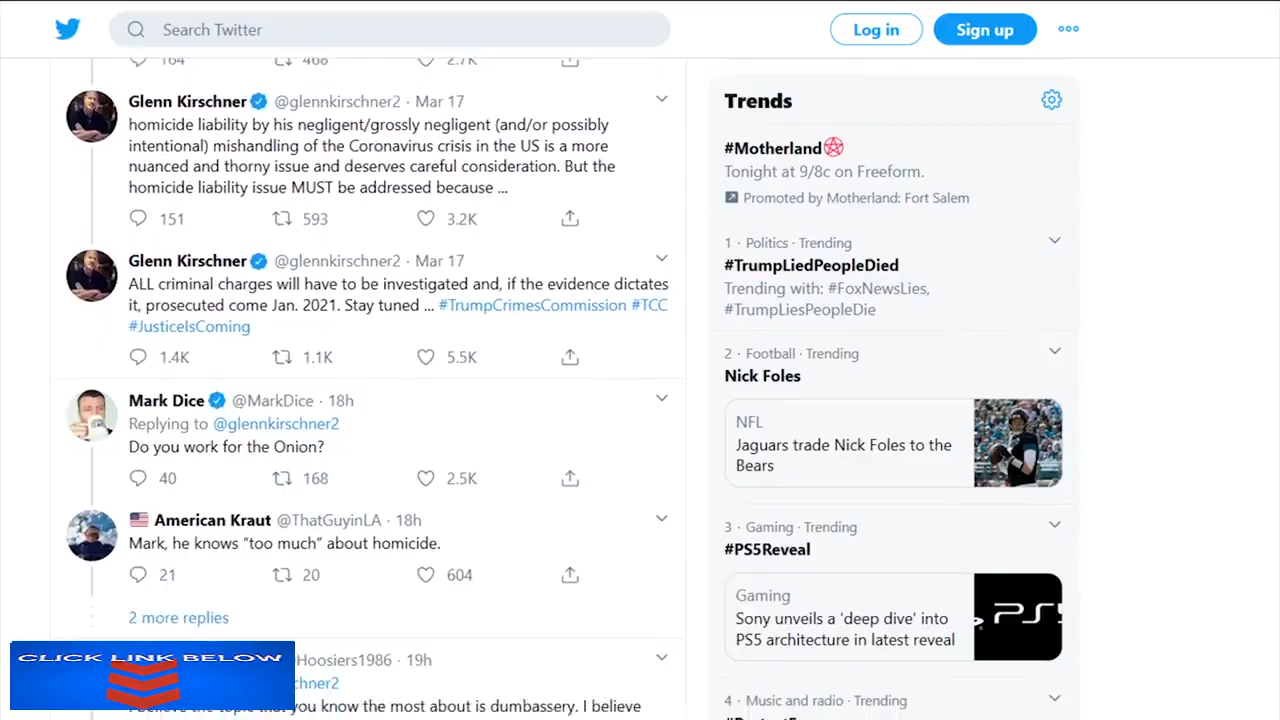 Search Twitter
Log in
Sign up
164 468 2.7K
Glenn Kirschner @glennkirschner2 · Mar 17
homicide liability by his negligent/grossly negligent (and/or possibly
intentional) mishandling of the Coronavirus crisis in the US is a more
nuanced and thorny issue and deserves careful consideration. But the
homicide liability issue MUST be addressed because ...
151 593 3.2K
Glenn Kirschner @glennkirschner2 · Mar 17
ALL criminal charges will have to be investigated and, if the evidence dictates
it, prosecuted come Jan. 2021. Stay tuned ... #TrumpCrimesCommission #TCC
#JusticeIsComing
1.4K 1.1K 5.5K
Mark Dice @MarkDice · 18h
Replying to @glennkirschner2
Do you work for the Onion?
40 168 2.5K
American Kraut @ThatGuyinLA · 18h
Mark, he knows “too much” about homicide.
21 20 604
2 more replies
CLICK LINK BELOW
Hoosiers1986 · 19h
chner2
you know the most about is dumbassery. I believe
Trends
#Motherland
Tonight at 9/8c on Freeform.
Promoted by Motherland: Fort Salem
1 · Politics · Trending
#TrumpLiedPeopleDied
Trending with: #FoxNewsLies,
#TrumpLiesPeopleDie
2 · Football · Trending
Nick Foles
NFL
Jaguars trade Nick Foles to the
Bears
3 · Gaming · Trending
#PS5Reveal
Gaming
Sony unveils a 'deep dive' into
PS5 architecture in latest reveal
PS5
4 · Music and radio · Trending